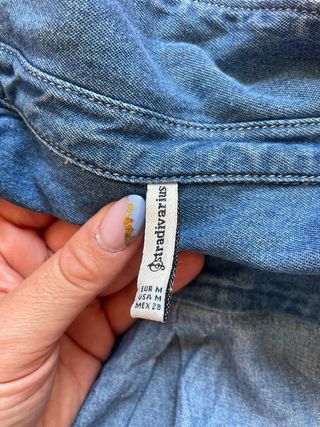 stradivarius
EUR M
USA M
MEX 28